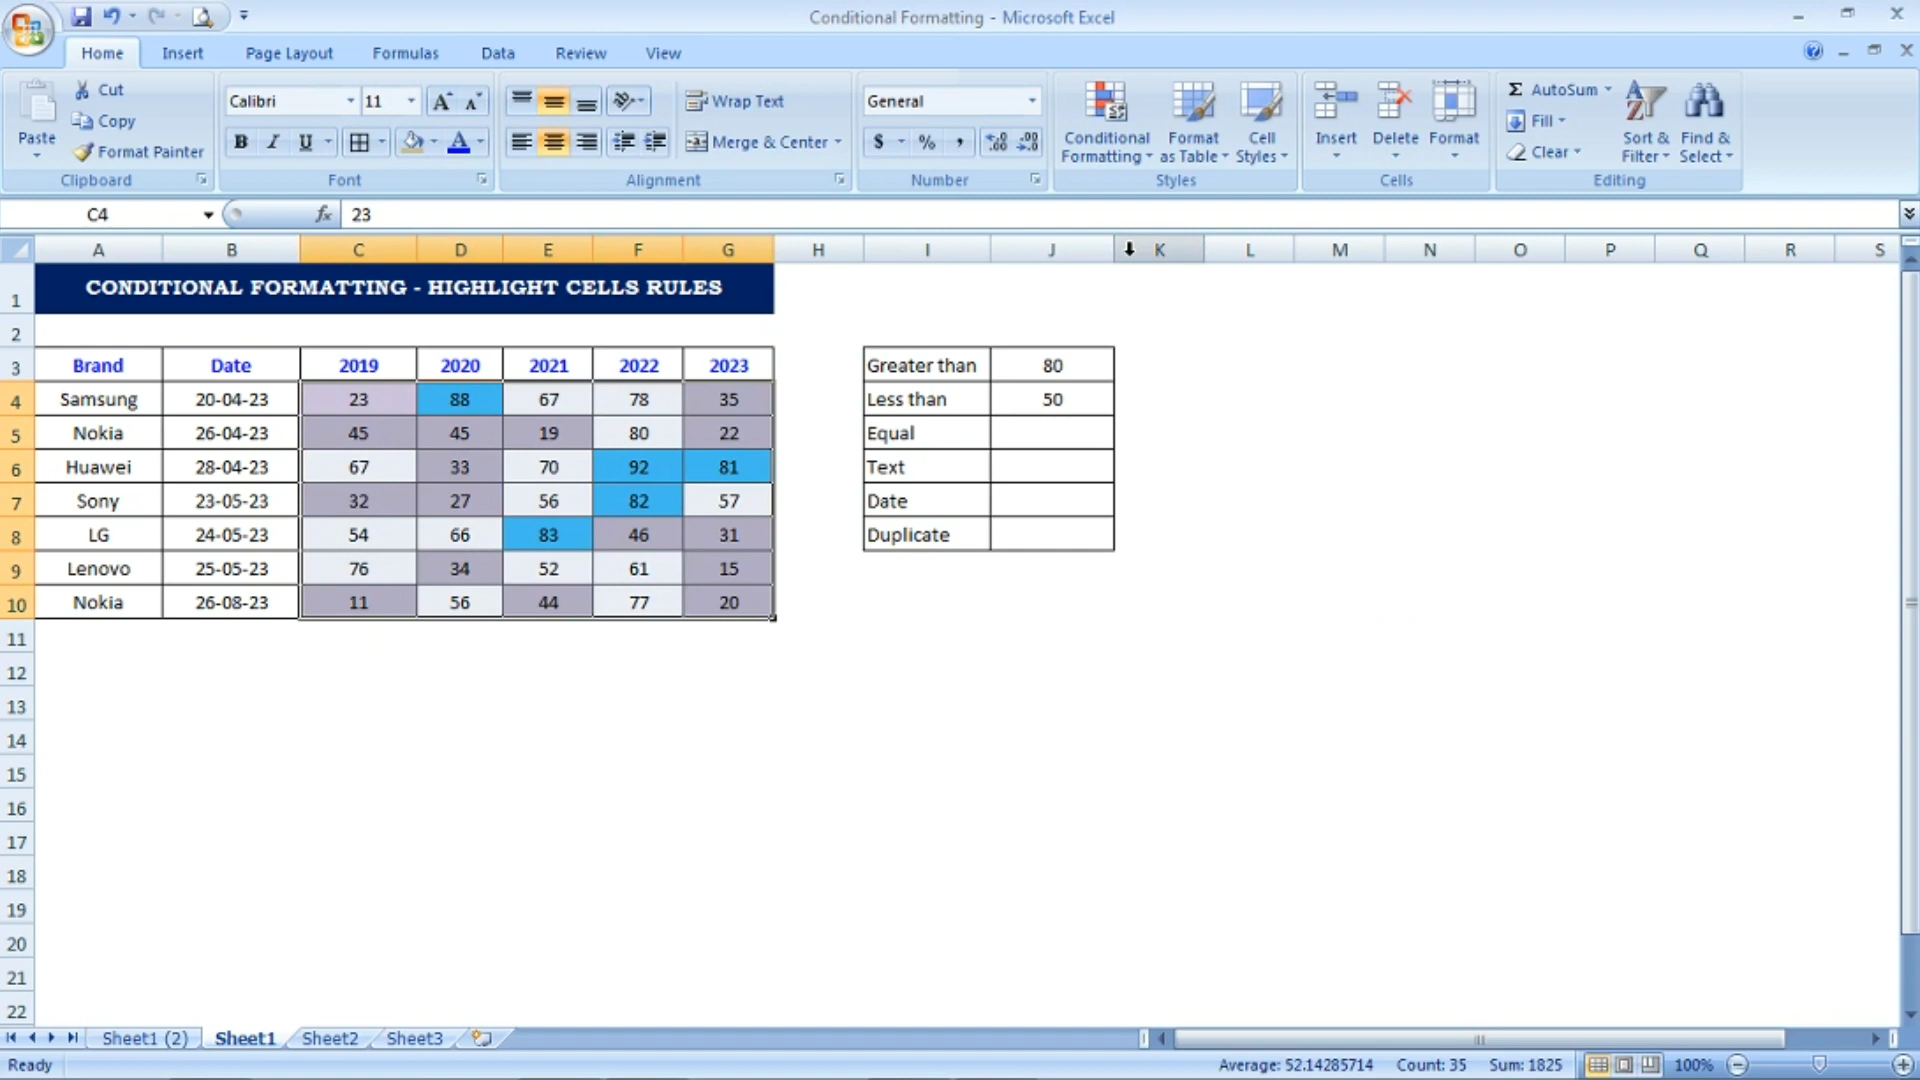 Conditional Formatting - Microsoft Excel
Home Insert Page Layout Formulas Data Review View
Paste
Cut
Copy
Format Painter
Clipboard
Calibri 11
B I U A
Font
Wrap Text
Merge & Center
Alignment
General
$ % ,
Number
Conditional Formatting
Format as Table
Cell Styles
Styles
Insert Delete Format
Cells
Σ AutoSum
Fill
Clear
Sort & Filter
Find & Select
Editing
C4 fx 23
A B C D E F G H I J K L M N O P Q R S
1 CONDITIONAL FORMATTING - HIGHLIGHT CELLS RULES
2
3 Brand Date 2019 2020 2021 2022 2023 Greater than 80
4 Samsung 20-04-23 23 88 67 78 35 Less than 50
5 Nokia 26-04-23 45 45 19 80 22 Equal
6 Huawei 28-04-23 67 33 70 92 81 Text
7 Sony 23-05-23 32 27 56 82 57 Date
8 LG 24-05-23 54 66 83 46 31 Duplicate
9 Lenovo 25-05-23 76 34 52 61 15
10 Nokia 26-08-23 11 56 44 77 20
11
12
13
14
15
16
17
18
19
20
21
22
Sheet1 (2) Sheet1 Sheet2 Sheet3
Ready Average: 52.14285714 Count: 35 Sum: 1825 100%